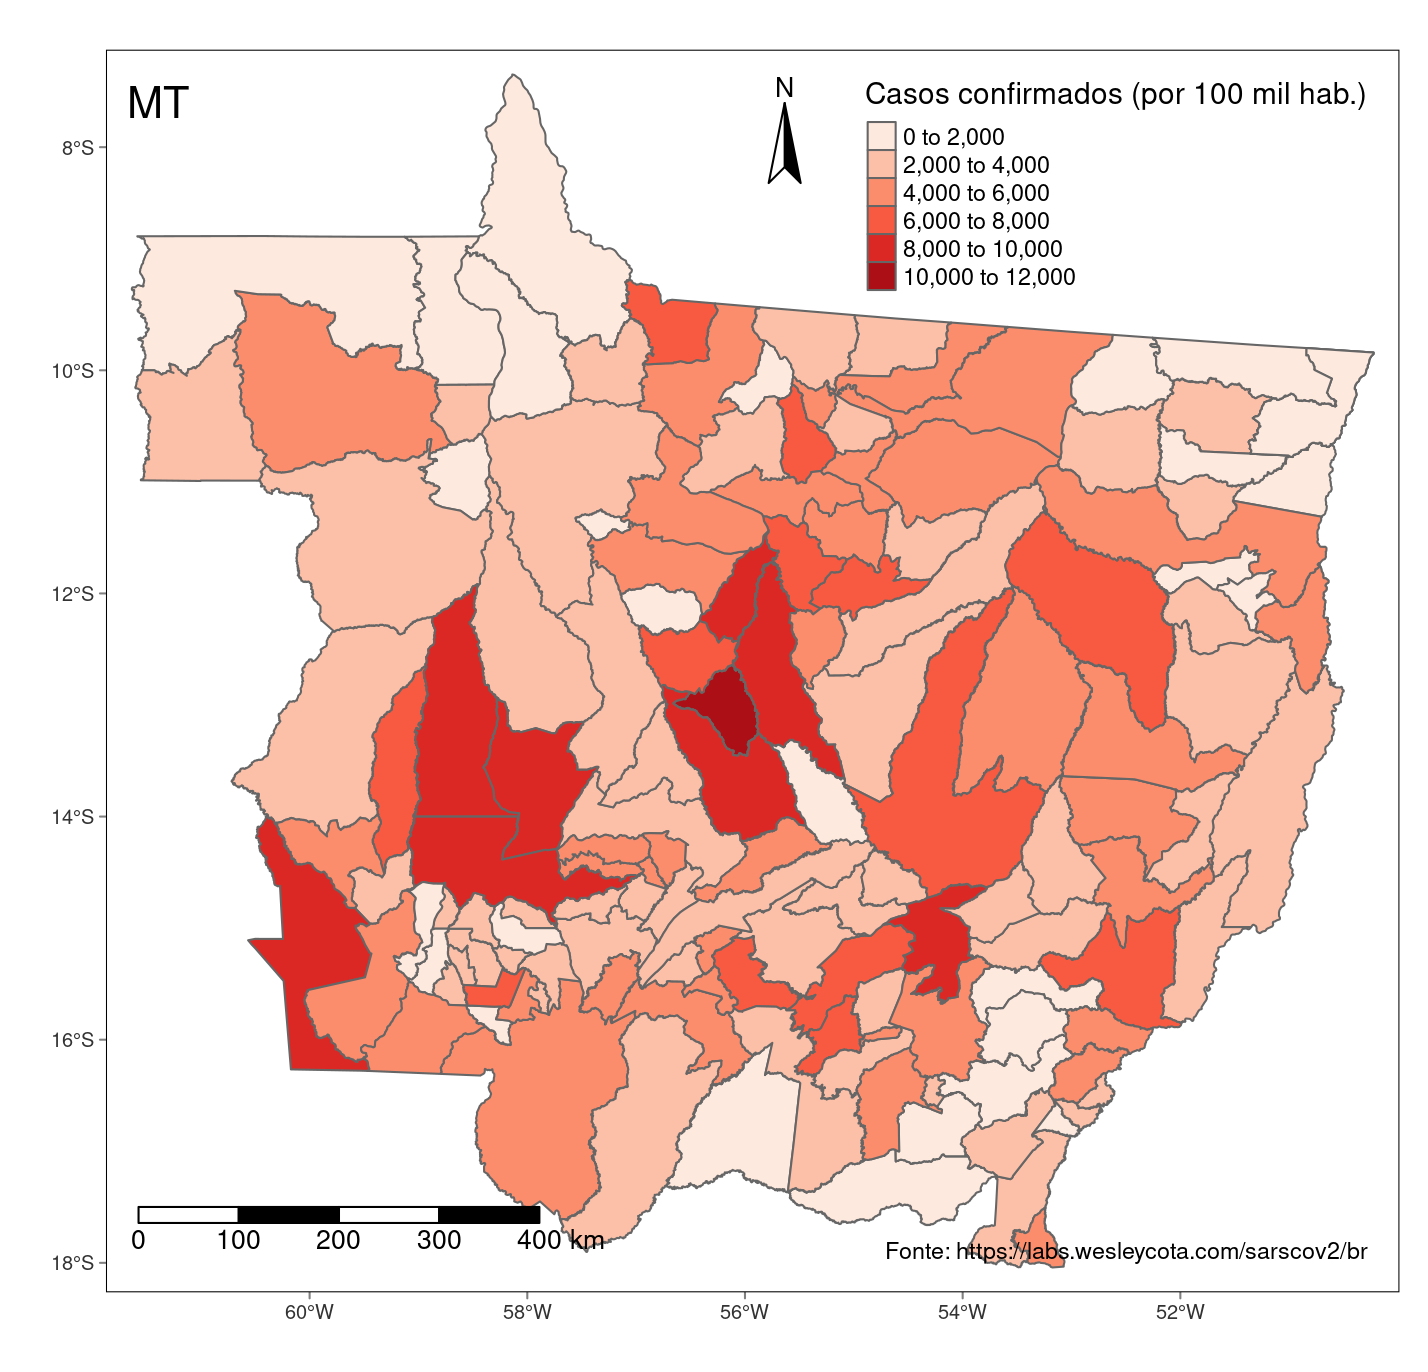 MT
N
Casos confirmados (por 100 mil hab.)
0 to 2,000
2,000 to 4,000
4,000 to 6,000
6,000 to 8,000
8,000 to 10,000
10,000 to 12,000
8°S
10°S
12°S
14°S
16°S
18°S
0 100 200 300 400 km
Fonte: https://labs.wesleycota.com/sarscov2/br
60°W 58°W 56°W 54°W 52°W